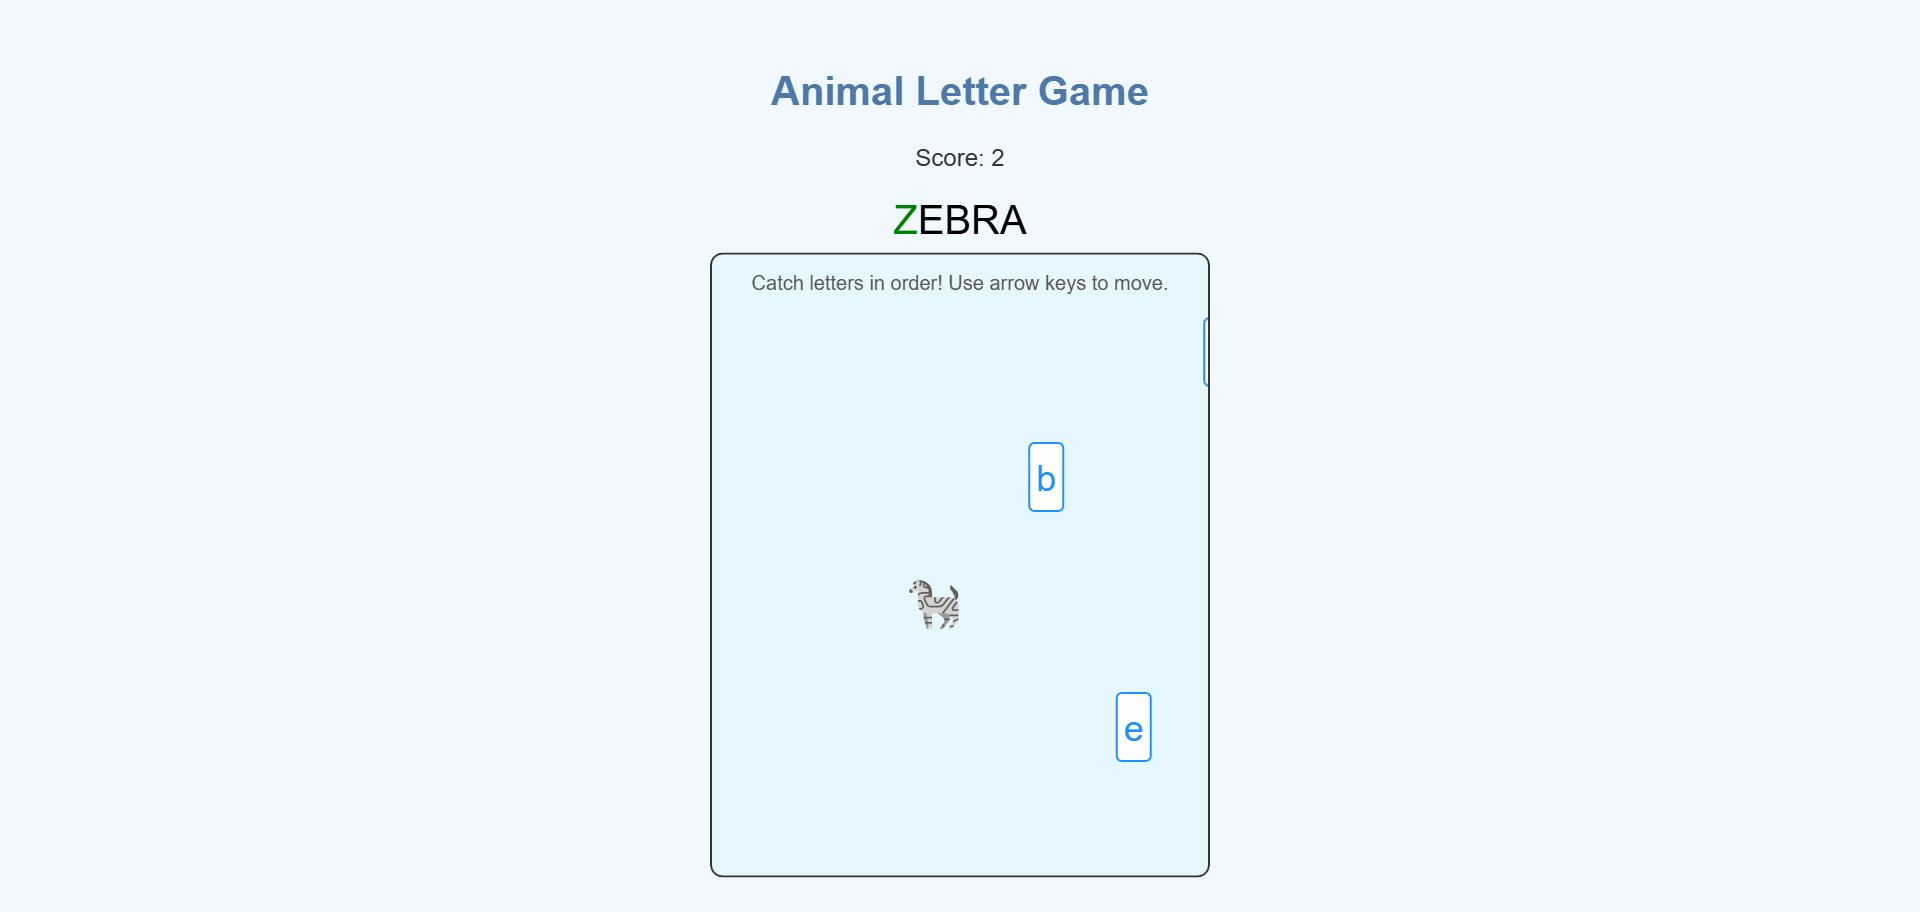 Animal Letter Game
Score: 2
ZEBRA
Catch letters in order! Use arrow keys to move.
b
e